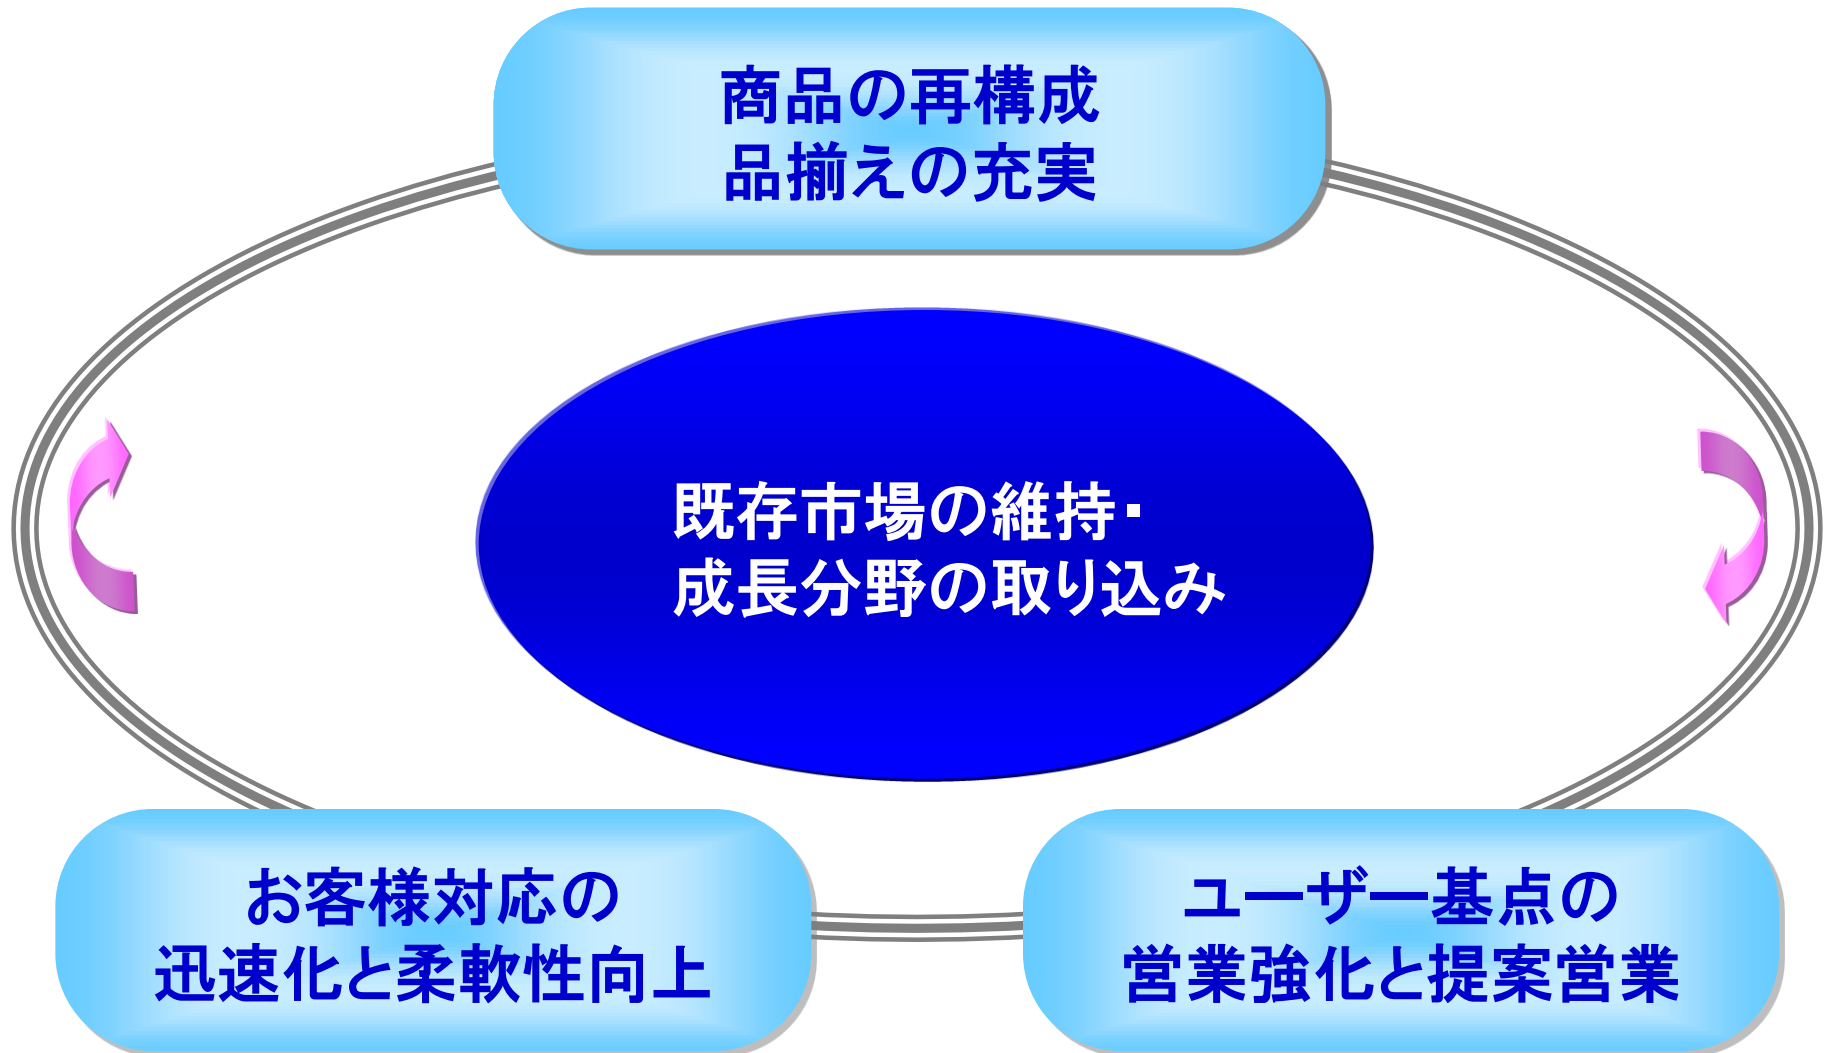 商品の再構成
品揃えの充実
既存市場の維持・
成長分野の取り込み
お客様対応の
迅速化と柔軟性向上
ユーザー基点の
営業強化と提案営業